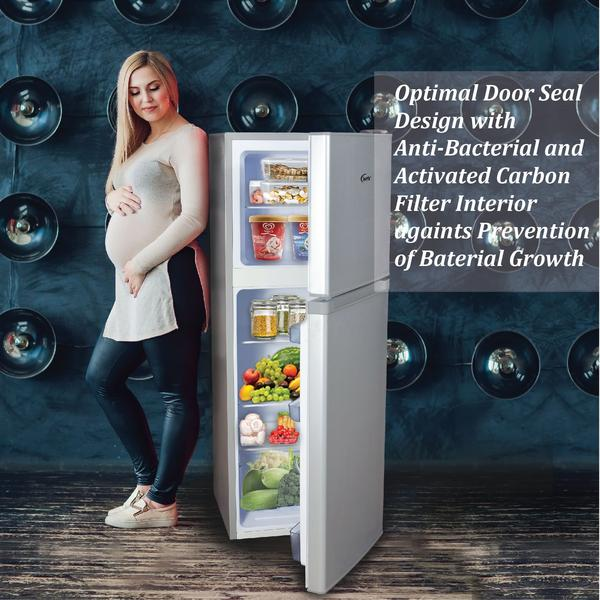 Optimal Door Seal
Design with
Anti-Bacterial and
Activated Carbon
Filter Interior
againts Prevention
of Baterial Growth